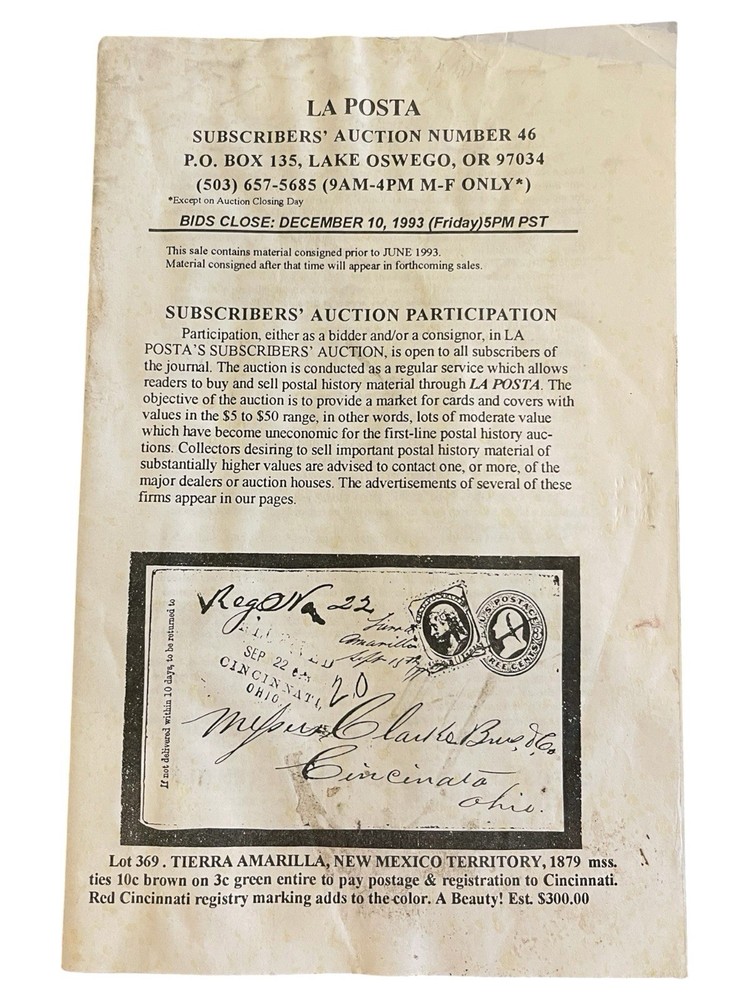 LA POSTA
SUBSCRIBERS' AUCTION NUMBER 46
P.O. BOX 135, LAKE OSWEGO, OR 97034
(503) 657-5685 (9AM-4PM M-F ONLY*)
*Except on Auction Closing Day
BIDS CLOSE: DECEMBER 10, 1993 (Friday)5PM PST
This sale contains material consigned prior to JUNE 1993.
Material consigned after that time will appear in forthcoming sales.
SUBSCRIBERS' AUCTION PARTICIPATION
Participation, either as a bidder and/or a consignor, in LA
POSTA'S SUBSCRIBERS' AUCTION, is open to all subscribers of
the journal. The auction is conducted as a regular service which allows
readers to buy and sell postal history material through LA POSTA. The
objective of the auction is to provide a market for cards and covers with
values in the $5 to $50 range, in other words, lots of moderate value
which have become uneconomic for the first-line postal history auc-
tions. Collectors desiring to sell important postal history material of
substantially higher values are advised to contact one, or more, of the
major dealers or auction houses. The advertisements of several of these
firms appear in our pages.
If not delivered within 10 days, to be returned to
Reg No 22
SEP 22
CINCINNATI,
OHIO
20
Tierra
Amarilla
Sept 15th
U.S. POSTAGE
Messrs Clarke Bros, & Co
Cincinato
Ohio.
Lot 369 . TIERRA AMARILLA, NEW MEXICO TERRITORY, 1879 mss.
ties 10c brown on 3c green entire to pay postage & registration to Cincinnati.
Red Cincinnati registry marking adds to the color. A Beauty! Est. $300.00